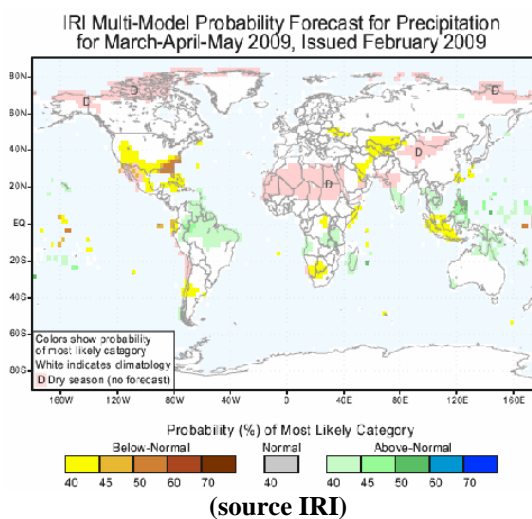 IRI Multi-Model Probability Forecast for Precipitation
for March-April-May 2009, Issued February 2009
80N
60N
40N
20N
EQ
20S
40S
60S
80S
D
D
D
D
D
Colors show probability
of most likely category
White indicates climatology
D Dry season (no forecast)
160W 120W 80W 40W 0 40E 80E 120E 160E
Probability (%) of Most Likely Category
Below-Normal Normal Above-Normal
40 45 50 60 70 40 40 45 50 60 70
(source IRI)